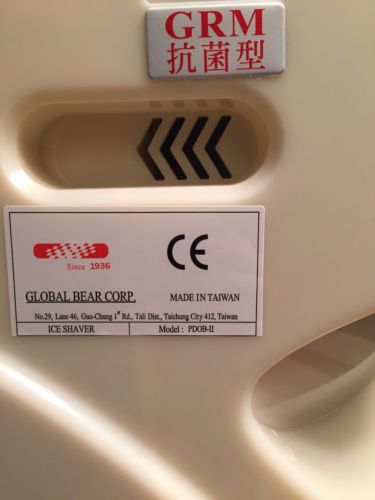 GRM
抗菌型
Since 1936
CE
GLOBAL BEAR CORP. MADE IN TAIWAN
No.29, Lane 46, Guo-Chung 1st Rd., Tali Dist., Taichung City 412, Taiwan
ICE SHAVER Model : PDOB-II